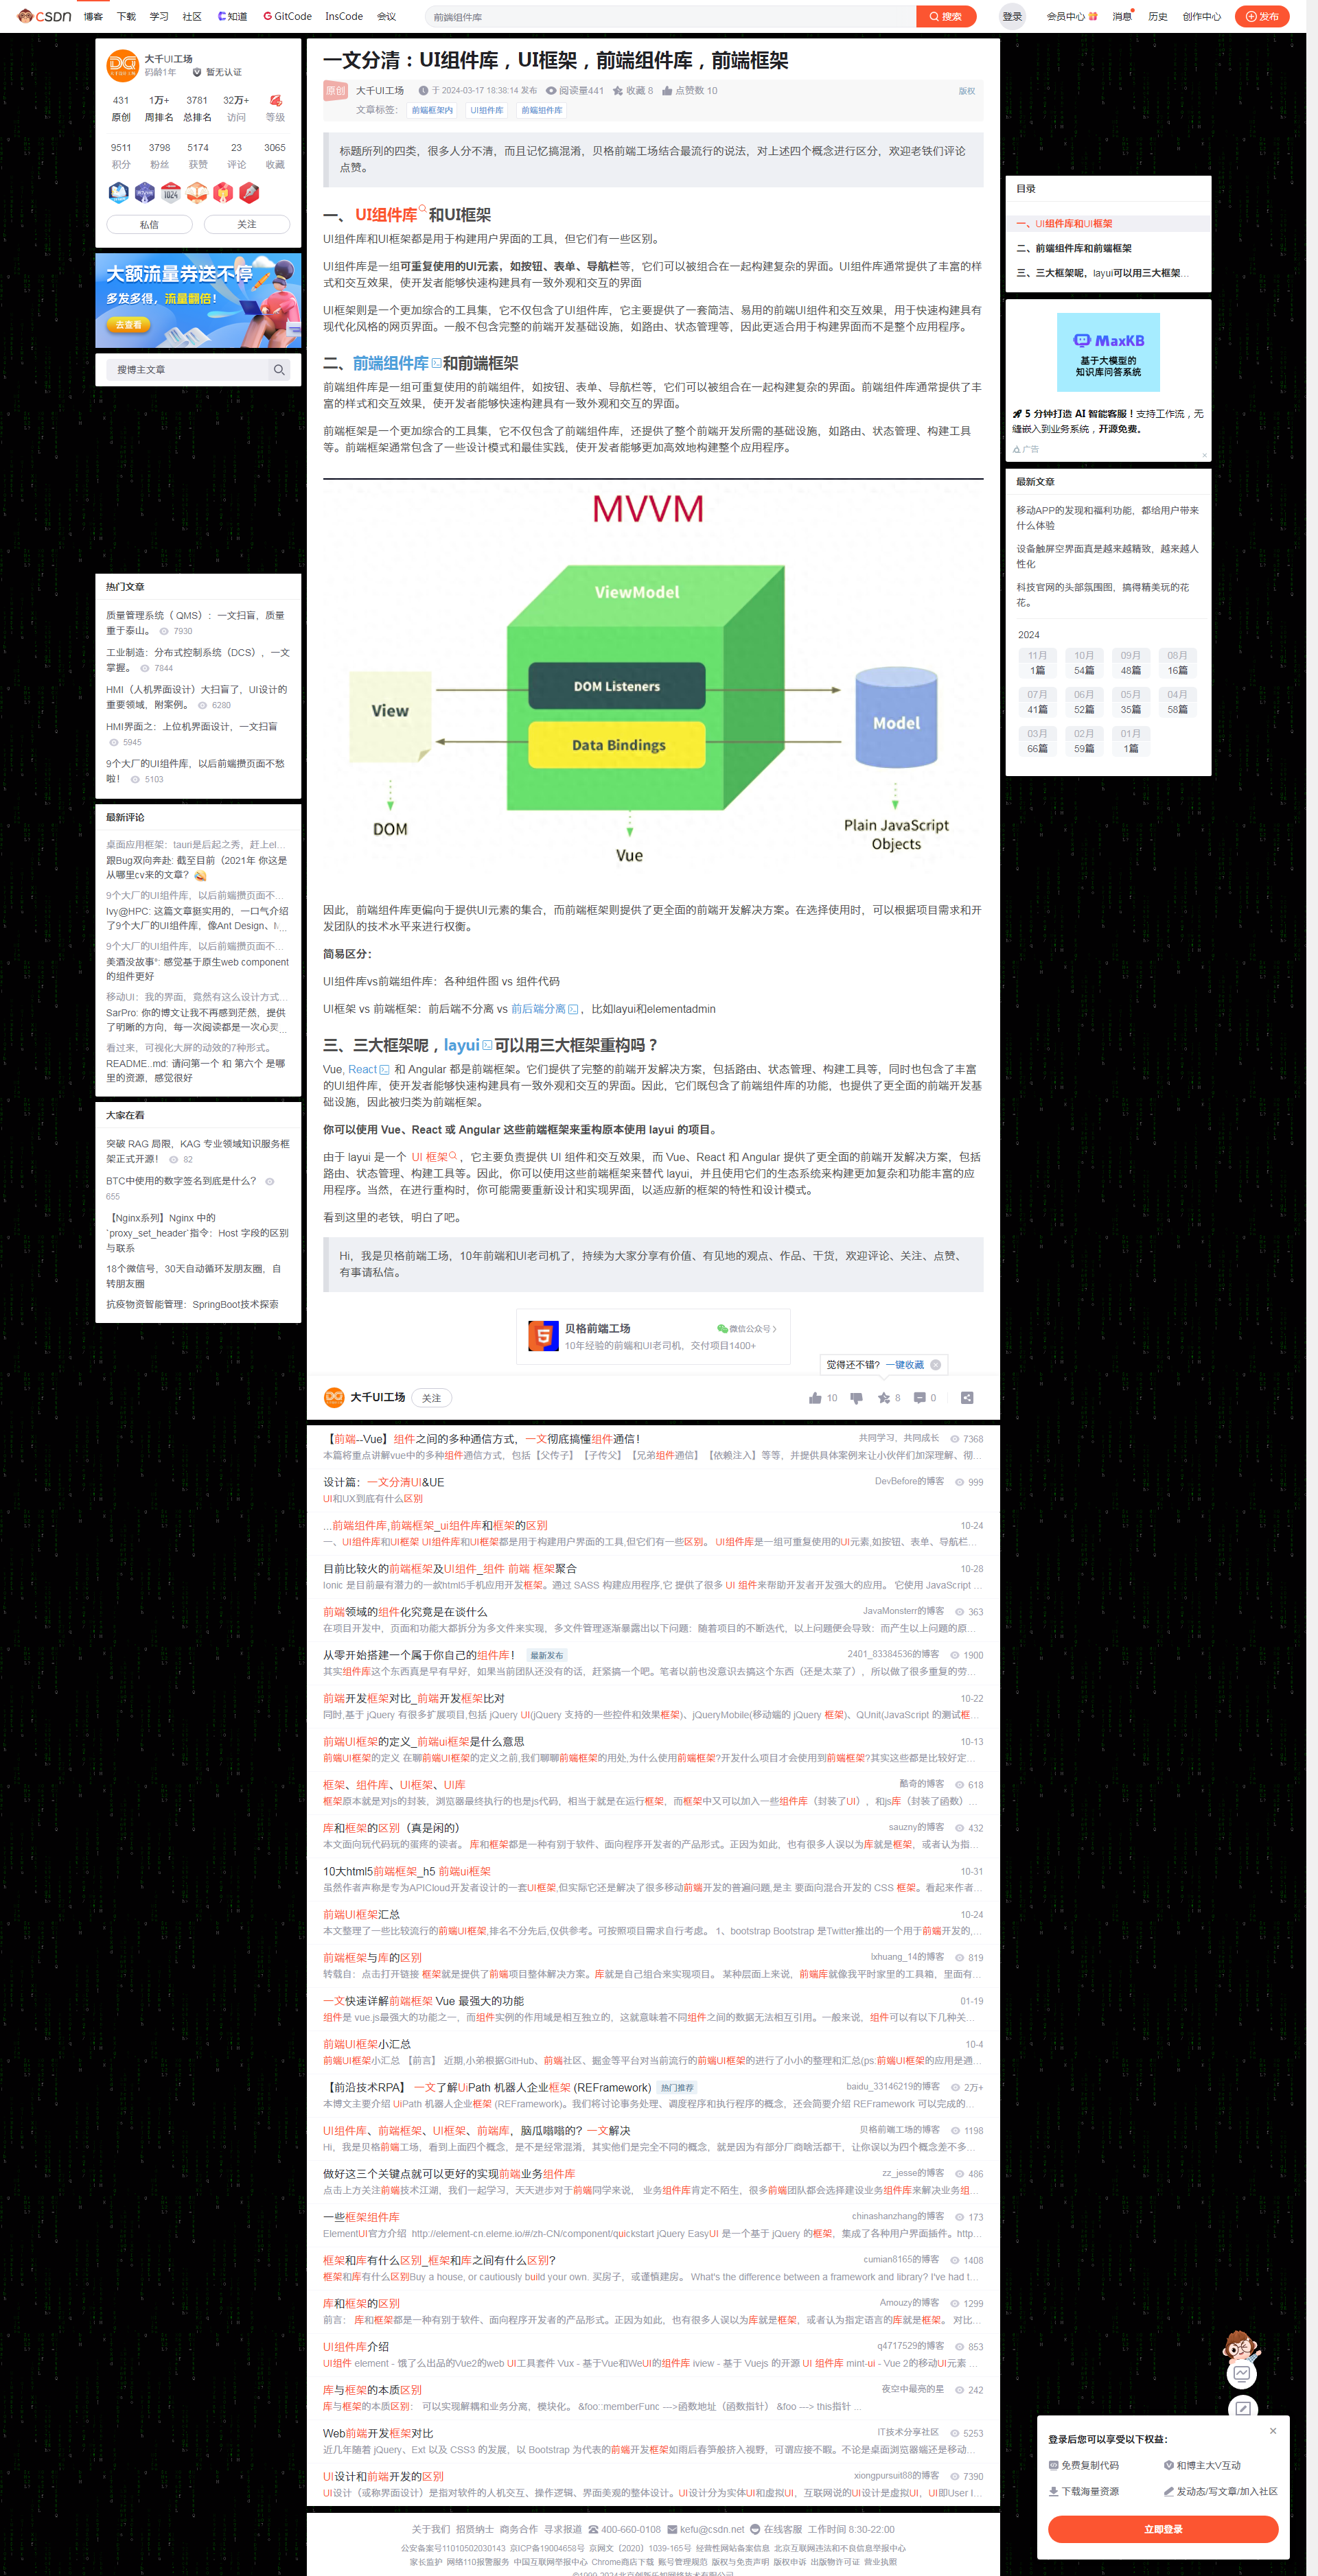 CSDN 博客 下载 学习 社区 知道 GitCode InsCode 会议 前端组件库 搜索 登录 会员中心 消息 历史 创作中心 发布
大千UI工场
码龄1年 暂无认证
431 1万+ 3781 32万+
原创 周排名 总排名 访问 等级
9511 3798 5174 23 3065
积分 粉丝 获赞 评论 收藏
1024
私信 关注
大额流量券送不停
多发多得，流量翻倍！
去查看
搜博主文章
热门文章
质量管理系统（ QMS）：一文扫盲，质量
重于泰山。 7930
工业制造：分布式控制系统（DCS），一文
掌握。 7844
HMI（人机界面设计）大扫盲了，UI设计的
重要领域，附案例。 6280
HMI界面之：上位机界面设计，一文扫盲
5945
9个大厂的UI组件库，以后前端攒页面不愁
啦！ 5103
最新评论
桌面应用框架：tauri是后起之秀，赶上el...
跟Bug双向奔赴: 截至目前（2021年 你这是
从哪里cv来的文章？
9个大厂的UI组件库，以后前端攒页面不...
Ivy@HPC: 这篇文章挺实用的，一口气介绍
了9个大厂的UI组件库，像Ant Design、M...
9个大厂的UI组件库，以后前端攒页面不...
美酒没故事°: 感觉基于原生web component
的组件更好
移动UI：我的界面，竟然有这么设计方式...
SarPro: 你的博文让我不再感到茫然，提供
了明晰的方向，每一次阅读都是一次心灵...
看过来，可视化大屏的动效的7种形式。
README..md: 请问第一个 和 第六个 是哪
里的资源，感觉很好
大家在看
突破 RAG 局限，KAG 专业领域知识服务框
架正式开源！ 82
BTC中使用的数字签名到底是什么？
655
【Nginx系列】Nginx 中的
`proxy_set_header`指令：Host 字段的区别
与联系
18个微信号，30天自动循环发朋友圈，自
转朋友圈
抗疫物资智能管理：SpringBoot技术探索
一文分清：UI组件库，UI框架，前端组件库，前端框架
原创 大千UI工场 于 2024-03-17 18:38:14 发布 阅读量441 收藏 8 点赞数 10 版权
文章标签： 前端框架内 UI组件库 前端组件库
标题所列的四类，很多人分不清，而且记忆搞混淆，贝格前端工场结合最流行的说法，对上述四个概念进行区分，欢迎老铁们评论
点赞。
一、UI组件库和UI框架
UI组件库和UI框架都是用于构建用户界面的工具，但它们有一些区别。
UI组件库是一组可重复使用的UI元素，如按钮、表单、导航栏等，它们可以被组合在一起构建复杂的界面。UI组件库通常提供了丰富的样
式和交互效果，使开发者能够快速构建具有一致外观和交互的界面
UI框架则是一个更加综合的工具集，它不仅包含了UI组件库，它主要提供了一套简洁、易用的前端UI组件和交互效果，用于快速构建具有
现代化风格的网页界面。一般不包含完整的前端开发基础设施，如路由、状态管理等，因此更适合用于构建界面而不是整个应用程序。
二、前端组件库和前端框架
前端组件库是一组可重复使用的前端组件，如按钮、表单、导航栏等，它们可以被组合在一起构建复杂的界面。前端组件库通常提供了丰
富的样式和交互效果，使开发者能够快速构建具有一致外观和交互的界面。
前端框架是一个更加综合的工具集，它不仅包含了前端组件库，还提供了整个前端开发所需的基础设施，如路由、状态管理、构建工具
等。前端框架通常包含了一些设计模式和最佳实践，使开发者能够更加高效地构建整个应用程序。
MVVM
ViewModel
DOM Listeners
View
Model
Data Bindings
DOM
Plain JavaScript
Objects
Vue
因此，前端组件库更偏向于提供UI元素的集合，而前端框架则提供了更全面的前端开发解决方案。在选择使用时，可以根据项目需求和开
发团队的技术水平来进行权衡。
简易区分：
UI组件库vs前端组件库：各种组件图 vs 组件代码
UI框架 vs 前端框架：前后端不分离 vs 前后端分离，比如layui和elementadmin
三、三大框架呢，layui可以用三大框架重构吗？
Vue, React 和 Angular 都是前端框架。它们提供了完整的前端开发解决方案，包括路由、状态管理、构建工具等，同时也包含了丰富
的UI组件库，使开发者能够快速构建具有一致外观和交互的界面。因此，它们既包含了前端组件库的功能，也提供了更全面的前端开发基
础设施，因此被归类为前端框架。
你可以使用 Vue、React 或 Angular 这些前端框架来重构原本使用 layui 的项目。
由于 layui 是一个 UI 框架，它主要负责提供 UI 组件和交互效果，而 Vue、React 和 Angular 提供了更全面的前端开发解决方案，包括
路由、状态管理、构建工具等。因此，你可以使用这些前端框架来替代 layui，并且使用它们的生态系统来构建更加复杂和功能丰富的应
用程序。当然，在进行重构时，你可能需要重新设计和实现界面，以适应新的框架的特性和设计模式。
看到这里的老铁，明白了吧。
Hi，我是贝格前端工场，10年前端和UI老司机了，持续为大家分享有价值、有见地的观点、作品、干货，欢迎评论、关注、点赞、
有事请私信。
贝格前端工场 微信公众号
10年经验的前端和UI老司机，交付项目1400+
觉得还不错? 一键收藏
大千UI工场 关注 10 8 0
【前端--Vue】组件之间的多种通信方式，一文彻底搞懂组件通信！ 共同学习，共同成长 7368
本篇将重点讲解vue中的多种组件通信方式，包括【父传子】【子传父】【兄弟组件通信】【依赖注入】等等，并提供具体案例来让小伙伴们加深理解、彻...
设计篇：一文分清UI&UE DevBefore的博客 999
UI和UX到底有什么区别
...前端组件库,前端框架_ui组件库和框架的区别 10-24
一、UI组件库和UI框架 UI组件库和UI框架都是用于构建用户界面的工具,但它们有一些区别。 UI组件库是一组可重复使用的UI元素,如按钮、表单、导航栏...
目前比较火的前端框架及UI组件_组件 前端 框架聚合 10-28
Ionic 是目前最有潜力的一款html5手机应用开发框架。通过 SASS 构建应用程序,它 提供了很多 UI 组件来帮助开发者开发强大的应用。 它使用 JavaScript ...
前端领域的组件化究竟是在谈什么 JavaMonsterr的博客 363
在项目开发中，页面和功能大都拆分为多文件来实现，多文件管理逐渐暴露出以下问题：随着项目的不断迭代，以上问题便会导致：而产生以上问题的原...
从零开始搭建一个属于你自己的组件库！ 最新发布 2401_83384536的博客 1900
其实组件库这个东西真是早有早好，如果当前团队还没有的话，赶紧搞一个吧。笔者以前也没意识去搞这个东西（还是太菜了），所以做了很多重复的劳...
前端开发框架对比_前端开发框架比对 10-22
同时,基于 jQuery 有很多扩展项目,包括 jQuery UI(jQuery 支持的一些控件和效果框架)、jQueryMobile(移动端的 jQuery 框架)、QUnit(JavaScript 的测试框...
前端UI框架的定义_前端ui框架是什么意思 10-13
前端UI框架的定义 在聊前端UI框架的定义之前,我们聊聊前端框架的用处,为什么使用前端框架?开发什么项目才会使用到前端框架?其实这些都是比较好定...
框架、组件库、UI框架、UI库 酷奇的博客 618
框架原本就是对js的封装，浏览器最终执行的也是js代码，相当于就是在运行框架，而框架中又可以加入一些组件库（封装了UI），和js库（封装了函数）...
库和框架的区别（真是闲的） sauzny的博客 432
本文面向玩代码玩的蛋疼的读者。 库和框架都是一种有别于软件、面向程序开发者的产品形式。正因为如此，也有很多人误以为库就是框架，或者认为指...
10大html5前端框架_h5 前端ui框架 10-31
虽然作者声称是专为APICloud开发者设计的一套UI框架,但实际它还是解决了很多移动前端开发的普遍问题,是主 要面向混合开发的 CSS 框架。看起来作者...
前端UI框架汇总 10-24
本文整理了一些比较流行的前端UI框架,排名不分先后,仅供参考。可按照项目需求自行考虑。 1、bootstrap Bootstrap 是Twitter推出的一个用于前端开发的,...
前端框架与库的区别 lxhuang_14的博客 819
转载自：点击打开链接 框架就是提供了前端项目整体解决方案。库就是自己组合来实现项目。 某种层面上来说，前端库就像我平时家里的工具箱，里面有...
一文快速详解前端框架 Vue 最强大的功能 01-19
组件是 vue.js最强大的功能之一，而组件实例的作用域是相互独立的，这就意味着不同组件之间的数据无法相互引用。一般来说，组件可以有以下几种关...
前端UI框架小汇总 10-4
前端UI框架小汇总 【前言】 近期,小弟根据GitHub、前端社区、掘金等平台对当前流行的前端UI框架的进行了小小的整理和汇总(ps:前端UI框架的应用是通...
【前沿技术RPA】 一文了解UiPath 机器人企业框架 (REFramework) 热门推荐 baidu_33146219的博客 2万+
本博文主要介绍 UiPath 机器人企业框架 (REFramework)。我们将讨论事务处理、调度程序和执行程序的概念，还会简要介绍 REFramework 可以完成的...
UI组件库、前端框架、UI框架、前端库，脑瓜嗡嗡的？一文解决 贝格前端工场的博客 1198
Hi，我是贝格前端工场，看到上面四个概念，是不是经常混淆，其实他们是完全不同的概念，就是因为有部分厂商啥活都干，让你误以为四个概念差不多...
做好这三个关键点就可以更好的实现前端业务组件库 zz_jesse的博客 486
点击上方关注前端技术江湖，我们一起学习，天天进步对于前端同学来说， 业务组件库肯定不陌生，很多前端团队都会选择建设业务组件库来解决业务组...
一些框架组件库 chinashanzhang的博客 173
ElementUI官方介绍 http://element-cn.eleme.io/#/zh-CN/component/quickstart jQuery EasyUI 是一个基于 jQuery 的框架，集成了各种用户界面插件。http...
框架和库有什么区别_框架和库之间有什么区别? cumian8165的博客 1408
框架和库有什么区别Buy a house, or cautiously build your own. 买房子，或谨慎建房。 What's the difference between a framework and library? I've had t...
库和框架的区别 Amouzy的博客 1299
前言： 库和框架都是一种有别于软件、面向程序开发者的产品形式。正因为如此，也有很多人误以为库就是框架，或者认为指定语言的库就是框架。 对比...
UI组件库介绍 q4717529的博客 853
UI组件 element - 饿了么出品的Vue2的web UI工具套件 Vux - 基于Vue和WeUI的组件库 iview - 基于 Vuejs 的开源 UI 组件库 mint-ui - Vue 2的移动UI元素 ...
库与框架的本质区别 夜空中最亮的星 242
库与框架的本质区别： 可以实现解耦和业务分离，模块化。 &foo::memberFunc --->函数地址（函数指针） &foo ---> this指针 ...
Web前端开发框架对比 IT技术分享社区 5253
近几年随着 jQuery、Ext 以及 CSS3 的发展，以 Bootstrap 为代表的前端开发框架如雨后春笋般挤入视野，可谓应接不暇。不论是桌面浏览器端还是移动...
UI设计和前端开发的区别 xiongpursuit88的博客 7390
UI设计（或称界面设计）是指对软件的人机交互、操作逻辑、界面美观的整体设计。UI设计分为实体UI和虚拟UI，互联网说的UI设计是虚拟UI，UI即User I...
关于我们 招贤纳士 商务合作 寻求报道 400-660-0108 kefu@csdn.net 在线客服 工作时间 8:30-22:00
公安备案号11010502030143 京ICP备19004658号 京网文〔2020〕1039-165号 经营性网站备案信息 北京互联网违法和不良信息举报中心
家长监护 网络110报警服务 中国互联网举报中心 Chrome商店下载 账号管理规范 版权与免责声明 版权申诉 出版物许可证 营业执照
©1999-2024北京创新乐知网络技术有限公司
目录
一、UI组件库和UI框架
二、前端组件库和前端框架
三、三大框架呢，layui可以用三大框架...
MaxKB
基于大模型的
知识库问答系统
5 分钟打造 AI 智能客服！支持工作流，无
缝嵌入到业务系统，开源免费。
广告
最新文章
移动APP的发现和福利功能，都给用户带来
什么体验
设备触屏空界面真是越来越精致，越来越人
性化
科技官网的头部氛围图，搞得精美玩的花
花。
2024
11月 10月 09月 08月
1篇 54篇 48篇 16篇
07月 06月 05月 04月
41篇 52篇 35篇 58篇
03月 02月 01月
66篇 59篇 1篇
登录后您可以享受以下权益：
免费复制代码 和博主大V互动
下载海量资源 发动态/写文章/加入社区
立即登录